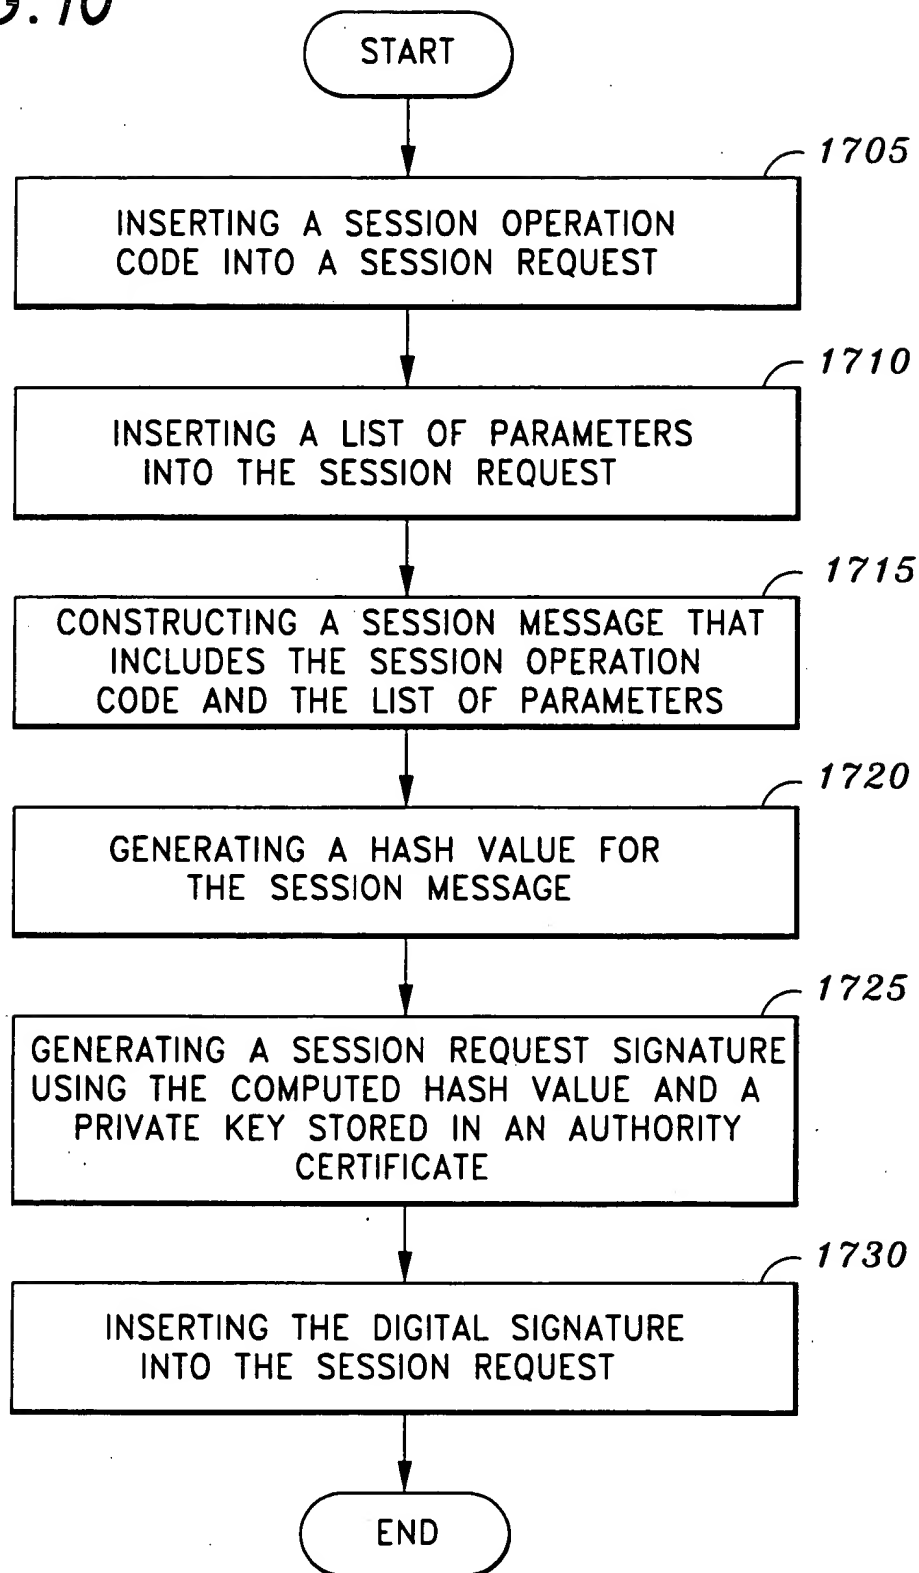 G. 10
START
1705
INSERTING A SESSION OPERATION
CODE INTO A SESSION REQUEST
1710
INSERTING A LIST OF PARAMETERS
INTO THE SESSION REQUEST
1715
CONSTRUCTING A SESSION MESSAGE THAT
INCLUDES THE SESSION OPERATION
CODE AND THE LIST OF PARAMETERS
1720
GENERATING A HASH VALUE FOR
THE SESSION MESSAGE
1725
GENERATING A SESSION REQUEST SIGNATURE
USING THE COMPUTED HASH VALUE AND A
PRIVATE KEY STORED IN AN AUTHORITY
CERTIFICATE
1730
INSERTING THE DIGITAL SIGNATURE
INTO THE SESSION REQUEST
END